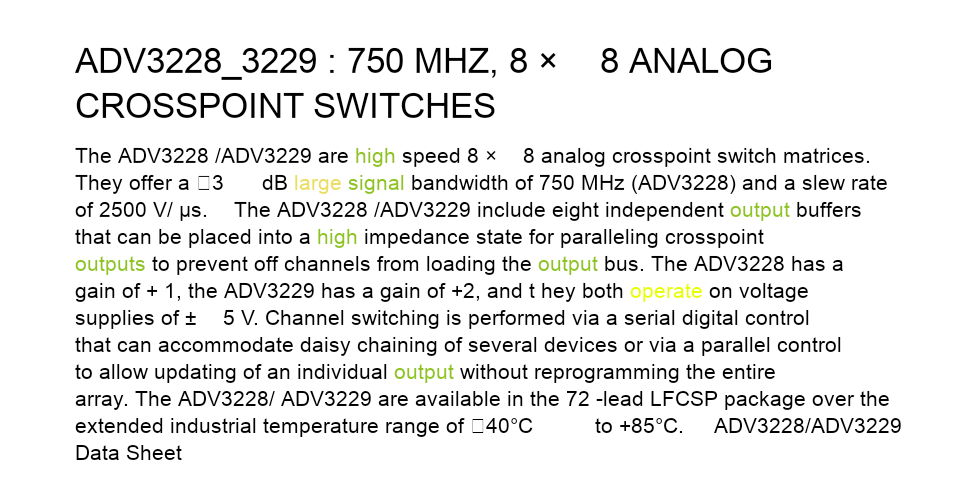 ADV3228_3229 : 750 MHZ, 8 × 8 ANALOG
CROSSPOINT SWITCHES
The ADV3228 /ADV3229 are high speed 8 × 8 analog crosspoint switch matrices.
They offer a □3 dB large signal bandwidth of 750 MHz (ADV3228) and a slew rate
of 2500 V/ µs. The ADV3228 /ADV3229 include eight independent output buffers
that can be placed into a high impedance state for paralleling crosspoint
outputs to prevent off channels from loading the output bus. The ADV3228 has a
gain of + 1, the ADV3229 has a gain of +2, and t hey both operate on voltage
supplies of ± 5 V. Channel switching is performed via a serial digital control
that can accommodate daisy chaining of several devices or via a parallel control
to allow updating of an individual output without reprogramming the entire
array. The ADV3228/ ADV3229 are available in the 72 -lead LFCSP package over the
extended industrial temperature range of □40°C to +85°C. ADV3228/ADV3229
Data Sheet